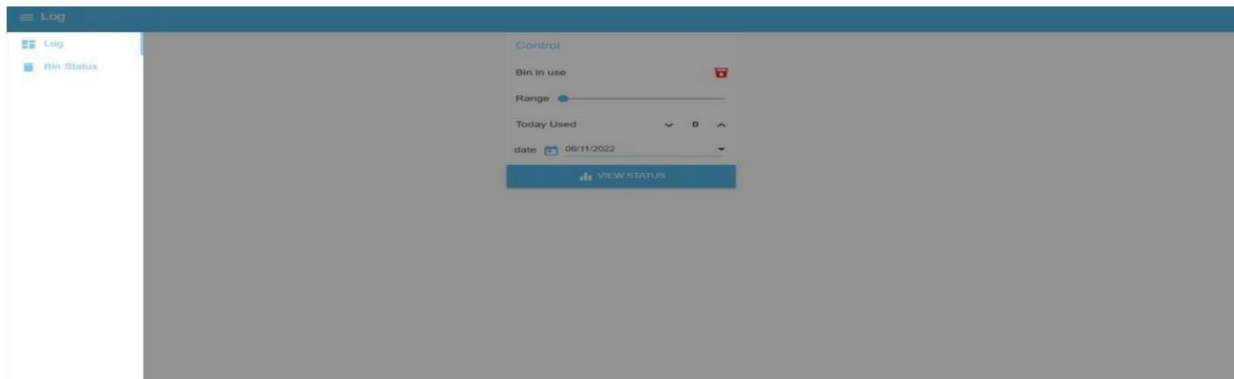 Log
Log
Bin Status
Control
Bin in use
Range
Today Used 0
date 06/11/2022
VIEW STATUS